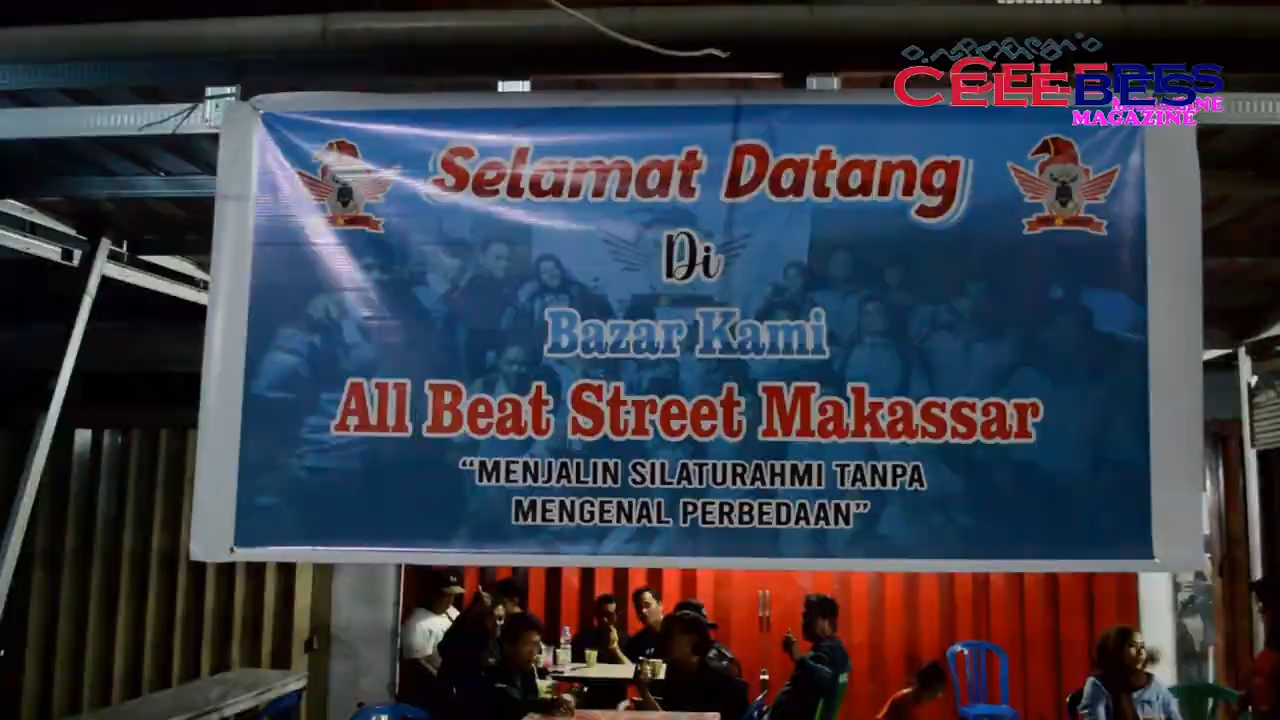 CELEBES
MAGAZINE
Selamat Datang
Di
Bazar Kami
All Beat Street Makassar
“MENJALIN SILATURAHMI TANPA
MENGENAL PERBEDAAN”